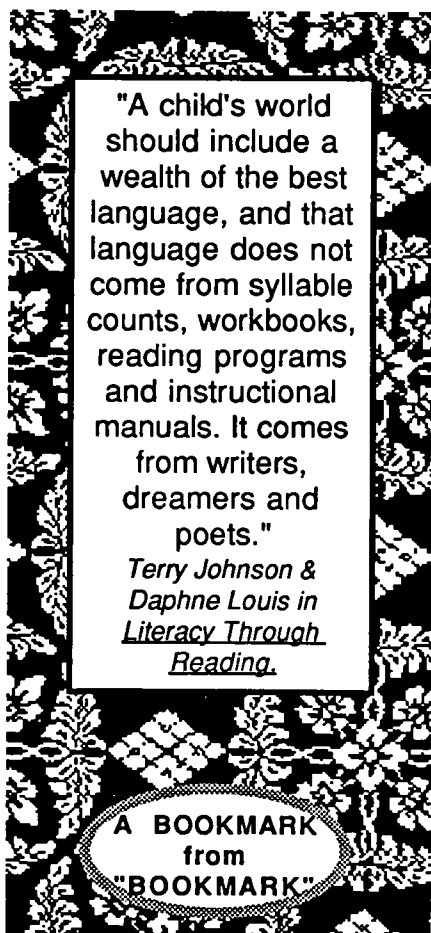 "A child's world
should include a
wealth of the best
language, and that
language does not
come from syllable
counts, workbooks,
reading programs
and instructional
manuals. It comes
from writers,
dreamers and
poets."
Terry Johnson &
Daphne Louis in
Literacy Through
Reading.
A BOOKMARK
from
"BOOKMARK"